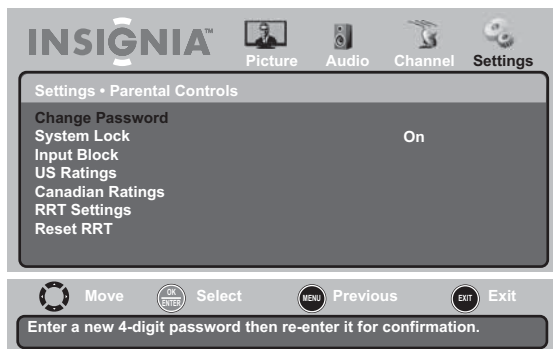 INSIGNIA™
Picture Audio Channel Settings
Settings • Parental Controls
Change Password
System Lock On
Input Block
US Ratings
Canadian Ratings
RRT Settings
Reset RRT
Move OK ENTER Select MENU Previous EXIT Exit
Enter a new 4-digit password then re-enter it for confirmation.